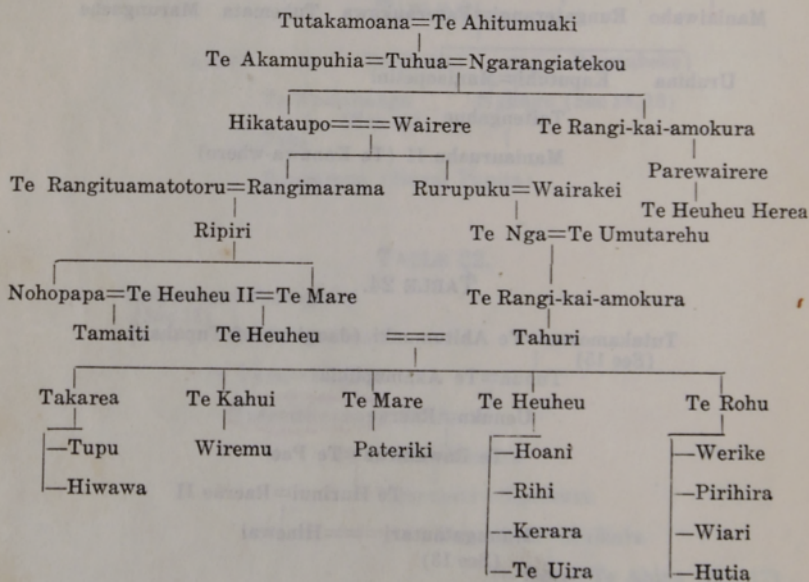 Tutakamoana=Te Ahitumuaki
Te Akamupuhia=Tuhua=Ngarangiatekou
Hikataupo===Wairere Te Rangi-kai-amokura
Parewairere
Te Rangituamatotoru=Rangimarama Rurupuku=Wairakei
Te Heuheu Herea
Ripiri Te Nga=Te Umutarehu
Nohopapa=Te Heuheu II=Te Mare Te Rangi-kai-amokura
Tamaiti Te Heuheu === Tahuri
Takarea Te Kahui Te Mare Te Heuheu Te Rohu
—Tupu Wiremu Pateriki —Hoani —Werike
—Hiwawa —Rihi —Pirihira
—Kerara —Wiari
—Te Uira —Hutia